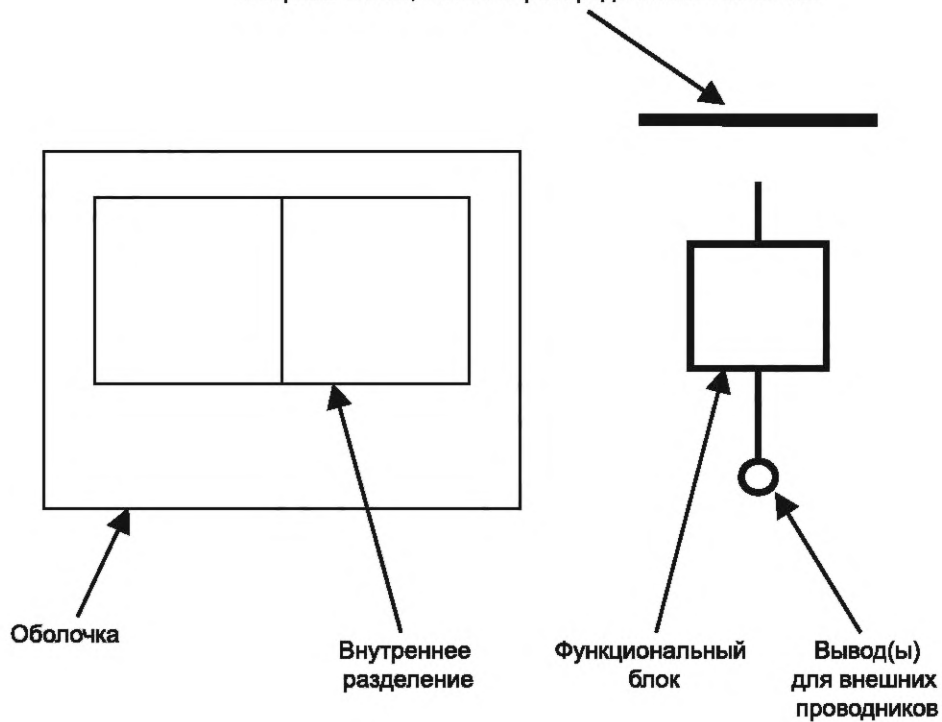 Оболочка
Внутреннее
разделение
Функциональный
блок
Вывод(ы)
для внешних
проводников